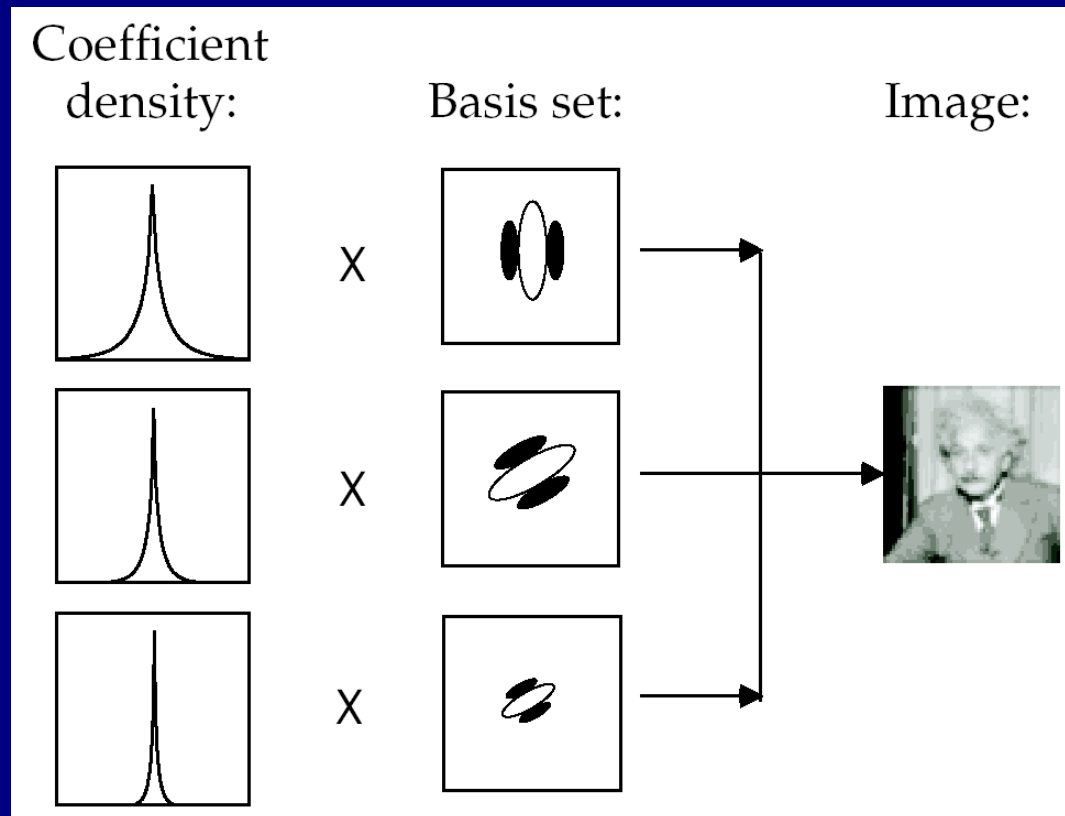 Coefficient
density:
Basis set:
Image:
X
X
X